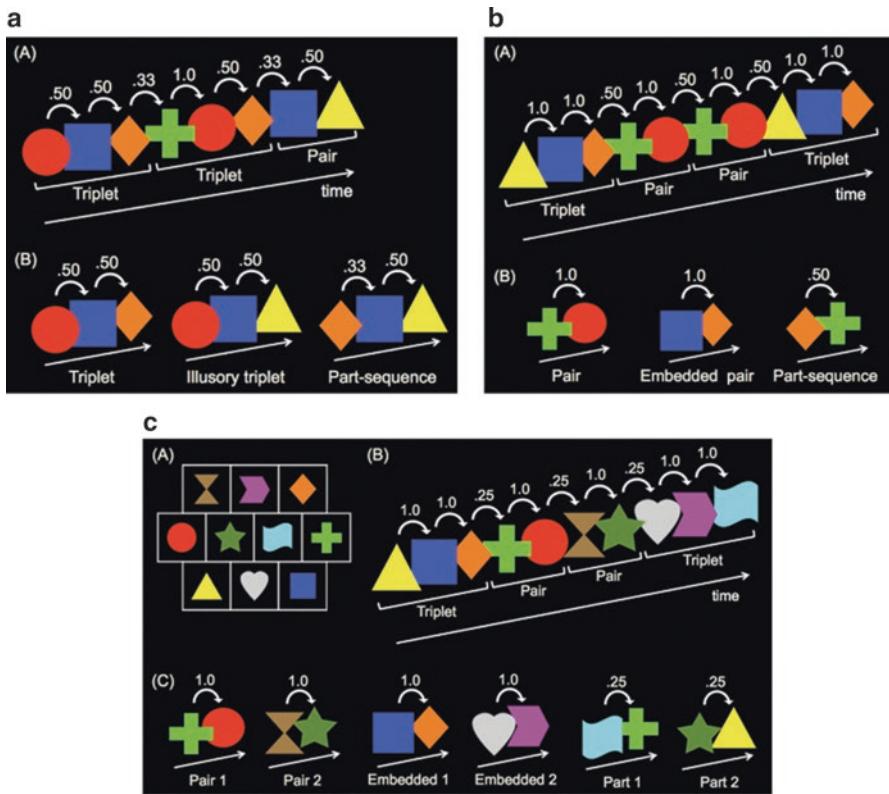 a
(A)
.50 .50 .33 1.0 .50 .33 .50
Triplet Triplet Pair
time
(B)
.50 .50 .50 .50 .33 .50
Triplet Illusory triplet Part-sequence
b
(A)
1.0 1.0 .50 1.0 .50 1.0 .50 1.0 1.0
Triplet Pair Pair Triplet
time
(B)
1.0 1.0 .50
Pair Embedded pair Part-sequence
c
(A)
(B)
1.0 1.0 .25 1.0 .25 1.0 .25 1.0 1.0
Triplet Pair Pair Triplet
time
(C)
1.0 1.0 1.0 1.0 .25 .25
Pair 1 Pair 2 Embedded 1 Embedded 2 Part 1 Part 2